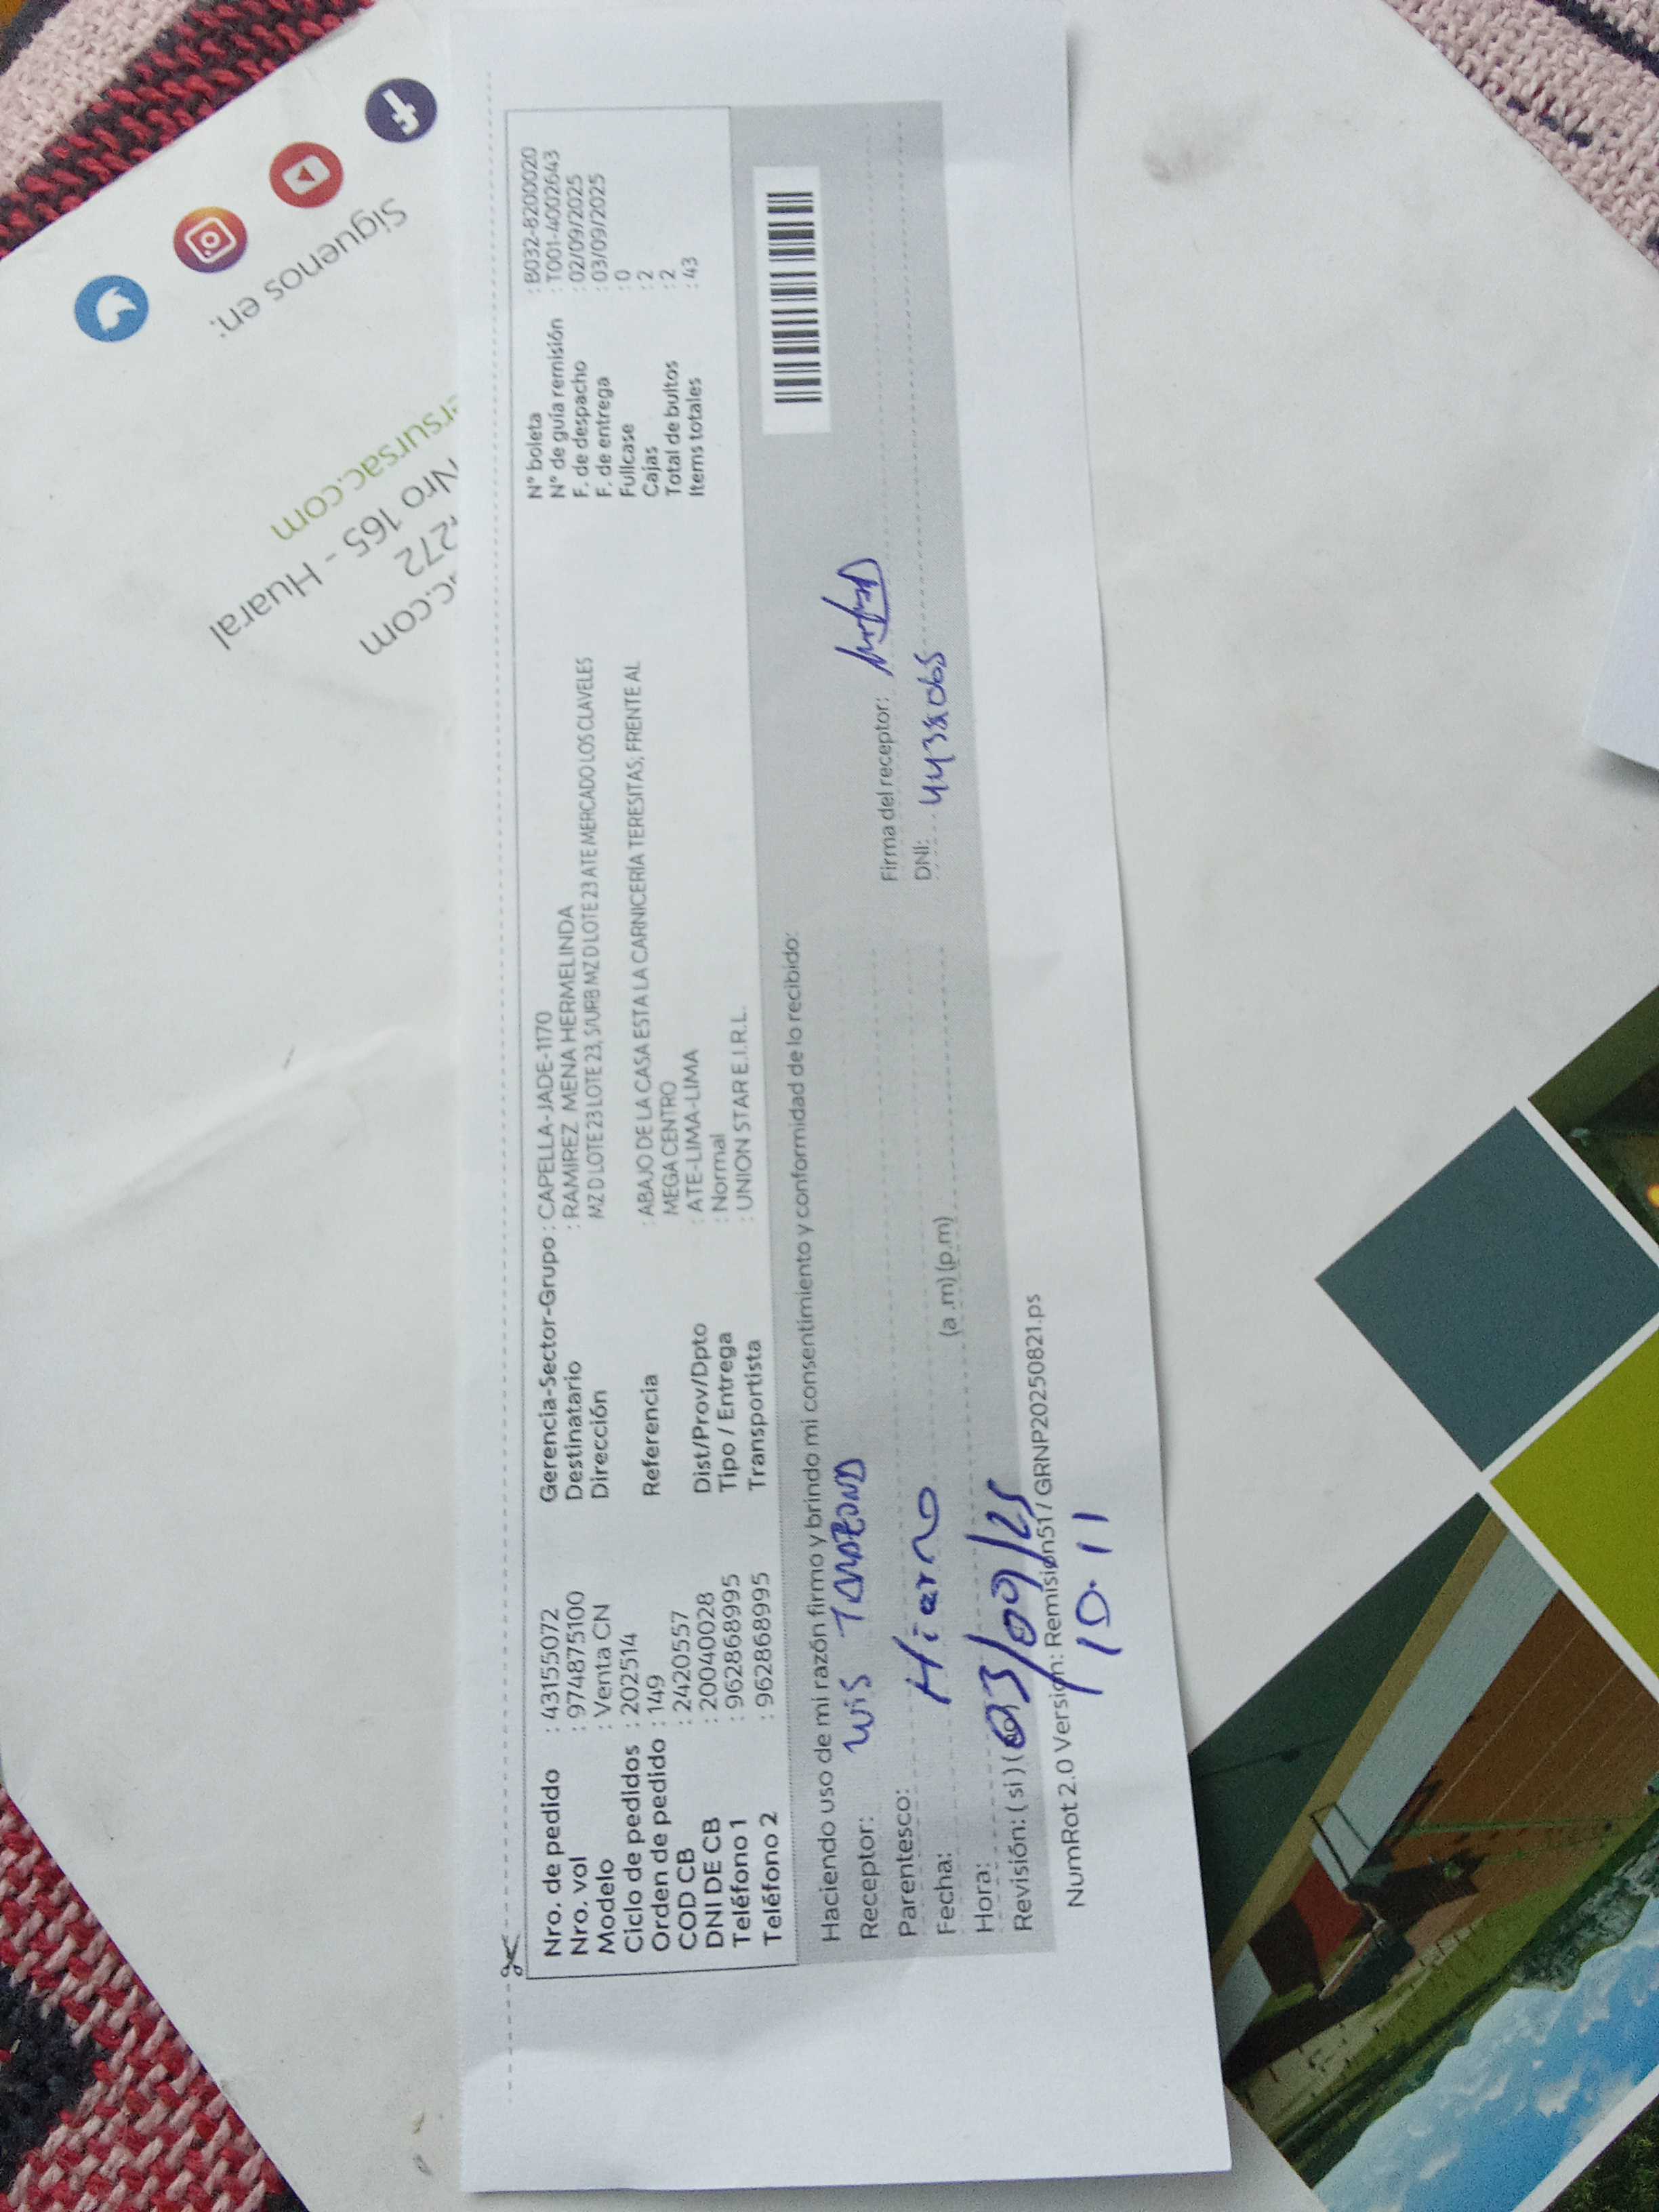 Síguenos en:
ersursac.com
Nro 165 - Huaral
272
c.com
Nro. de pedido : 43155072
Nro. vol : 974875100
Modelo : Venta CN
Ciclo de pedidos : 202514
Orden de pedido : 149
COD CB : 2420557
DNI DE CB : 20040028
Teléfono 1 : 962868995
Teléfono 2 : 962868995
Gerencia-Sector-Grupo : CAPELLA-JADE-1170
Destinatario : RAMIREZ MENA HERMELINDA
Dirección MZ D LOTE 23 LOTE 23, S/URB MZ D LOTE 23 ATE MERCADO LOS CLAVELES
Referencia : ABAJO DE LA CASA ESTA LA CARNICERÍA TERESITAS, FRENTE AL
MEGA CENTRO
Dist/Prov/Dpto : ATE-LIMA-LIMA
Tipo / Entrega : Normal
Transportista : UNION STAR E.I.R.L.
N° boleta : B032-8200020
N° de guía remisión : T001-4002643
F. de despacho : 02/09/2025
F. de entrega : 03/09/2025
Fullcase : 0
Cajas : 2
Total de bultos : 2
Items totales : 43
Haciendo uso de mi razón firmo y brindo mi consentimiento y conformidad de lo recibido:
Receptor:
Parentesco:
Fecha: 03/09/25
Hora: 10.11 (a .m) (p.m)
Revisión: ( si ) (
Firma del receptor:
DNI:
NumRot 2.0 Version: Remision51 / GRNP20250821.ps